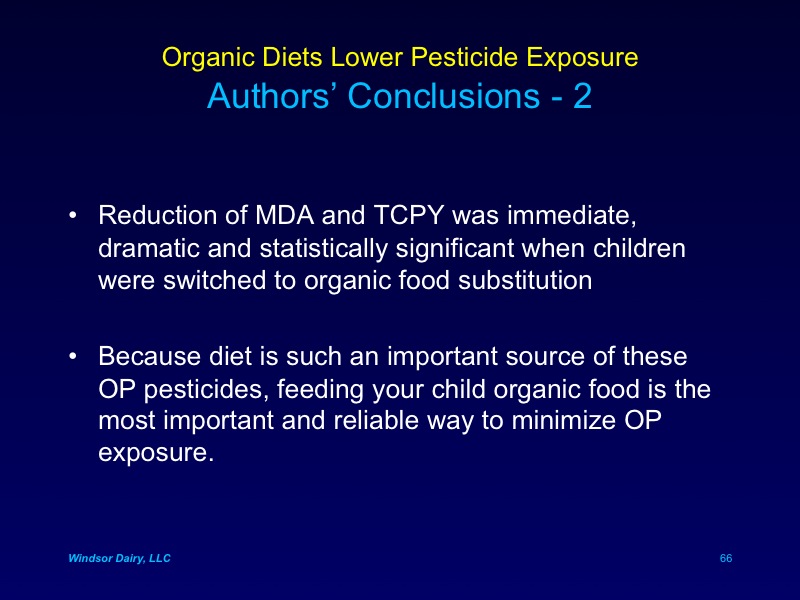 Organic Diets Lower Pesticide Exposure
Authors’ Conclusions - 2
• Reduction of MDA and TCPY was immediate,
dramatic and statistically significant when children
were switched to organic food substitution
• Because diet is such an important source of these
OP pesticides, feeding your child organic food is the
most important and reliable way to minimize OP
exposure.
Windsor Dairy, LLC
66